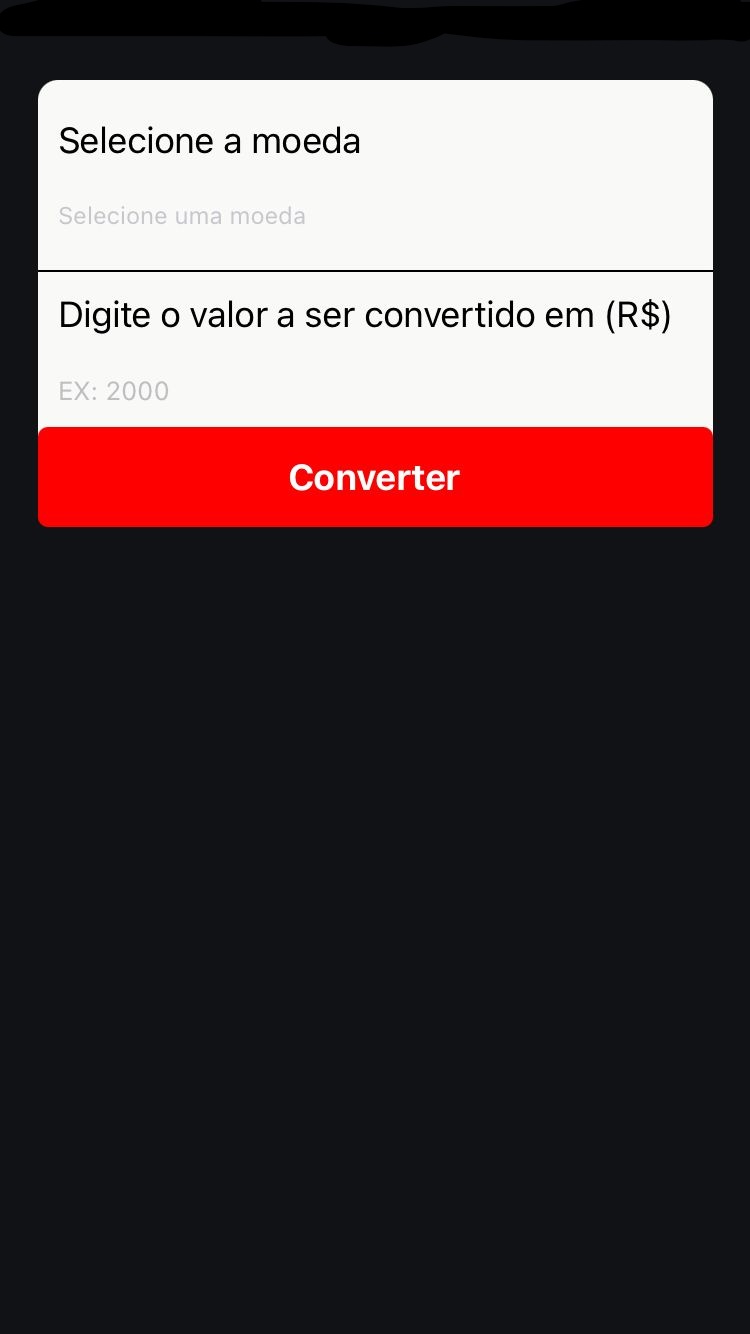 Selecione a moeda
Selecione uma moeda
Digite o valor a ser convertido em (R$)
EX: 2000
Converter